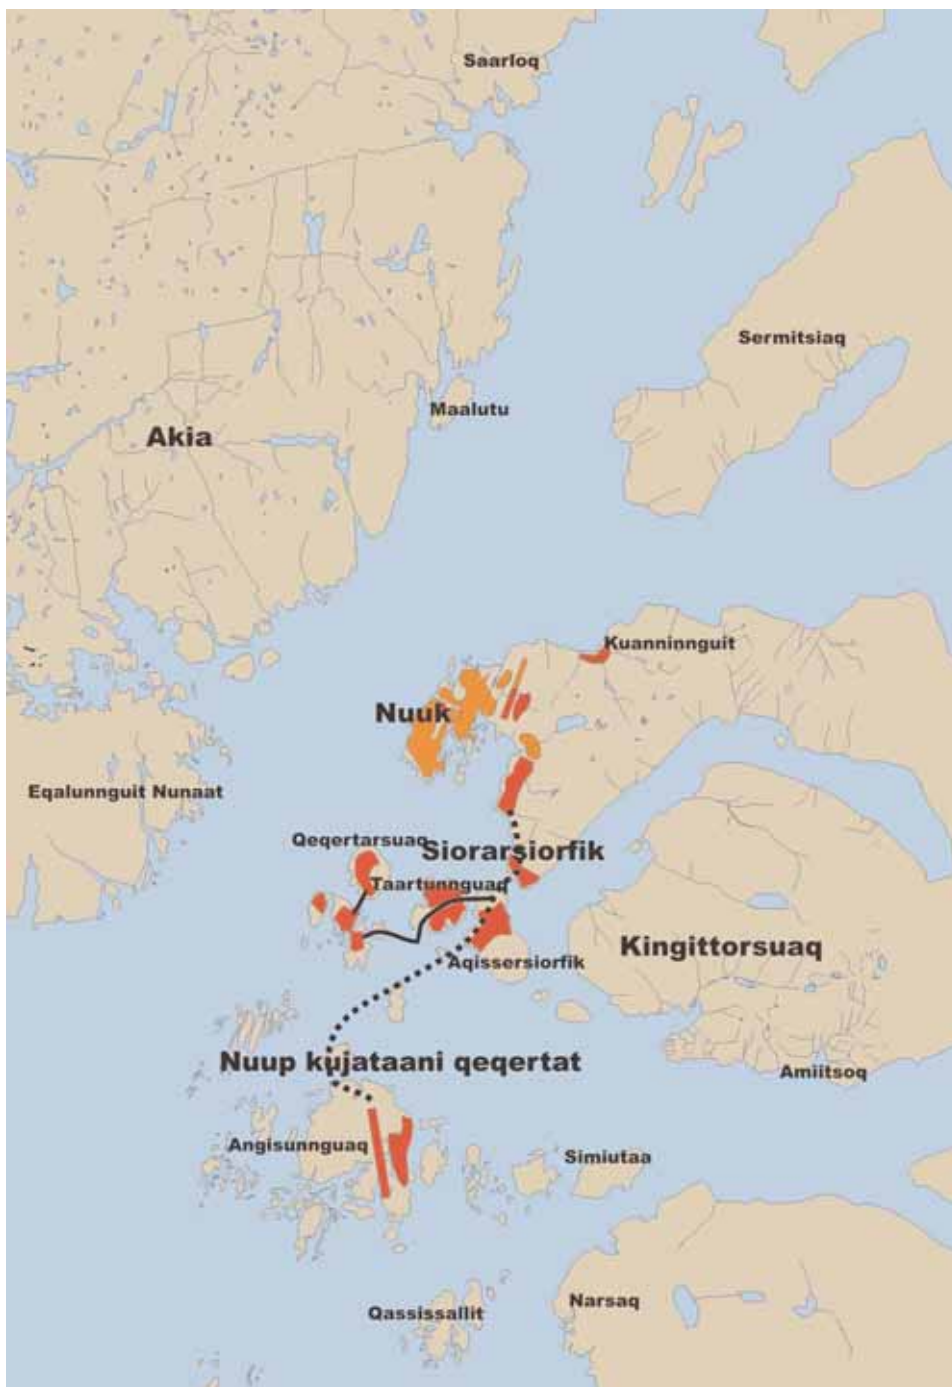 Saarloq
Sermitsiaq
Maalutu
Akia
Kuanninnguit
Nuuk
Eqalunnguit Nunaat
Qeqertarsuaq
Siorarsiorfik
Taartunnguaq
Kingittorsuaq
Aqissersiorfik
Nuup kujataani qeqertat
Amiitsoq
Angisunnguaq
Simiutaa
Narsaq
Qassissallit